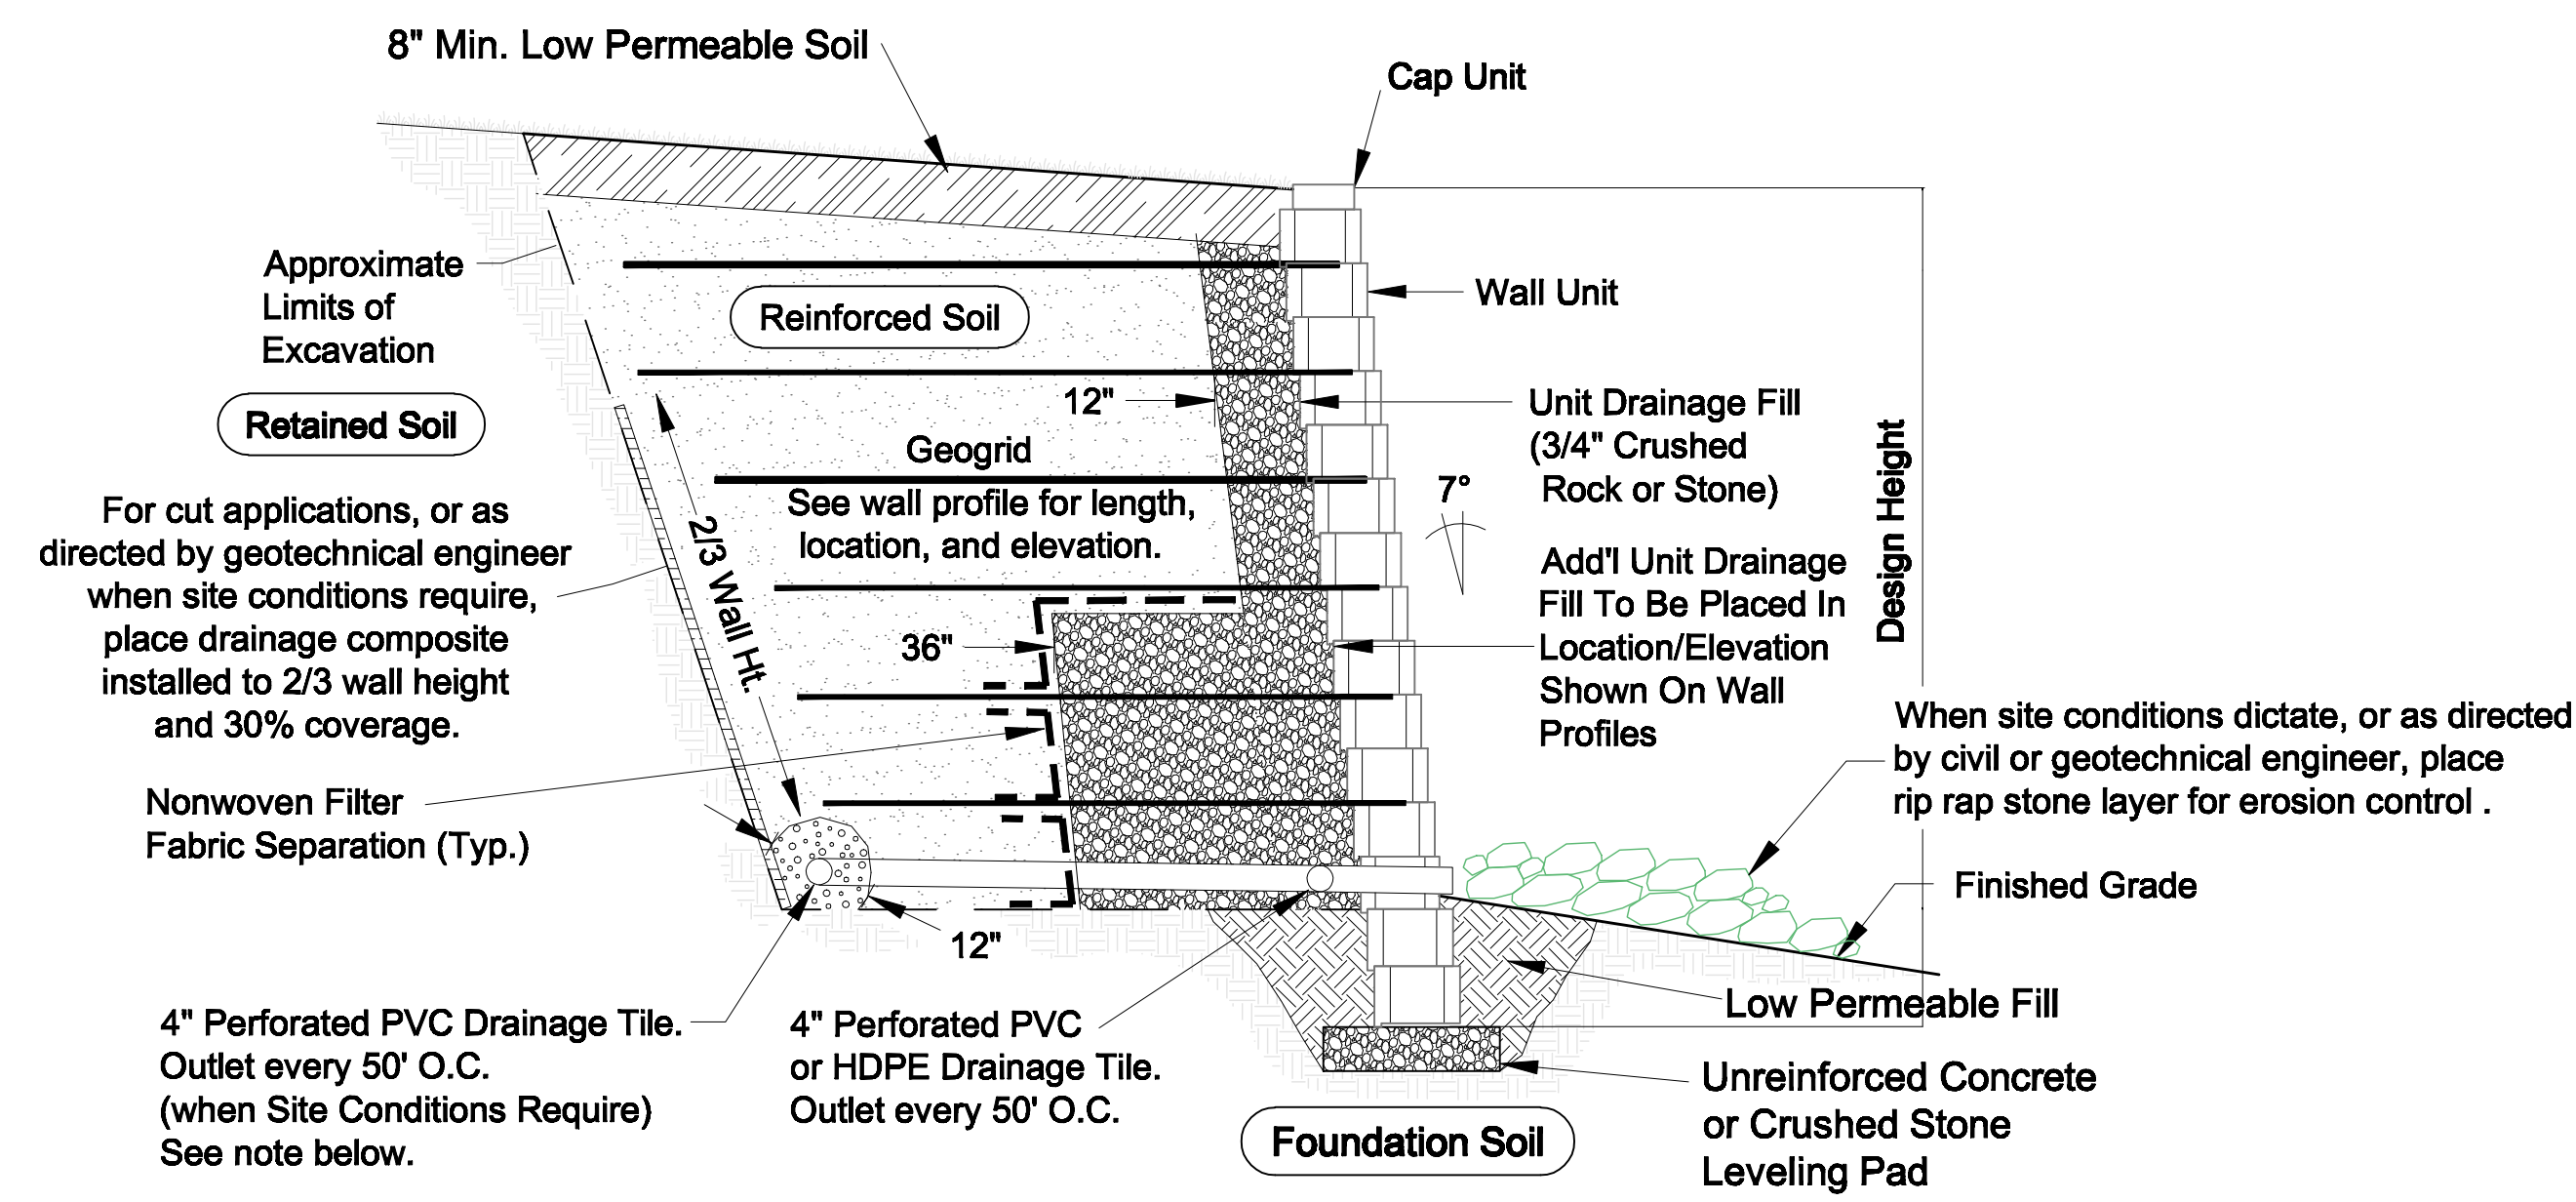 8" Min. Low Permeable Soil
Cap Unit
Approximate
Limits of
Excavation
Reinforced Soil
Wall Unit
Retained Soil
12"
Unit Drainage Fill
(3/4" Crushed
Rock or Stone)
Geogrid
See wall profile for length,
location, and elevation.
7°
Design Height
For cut applications, or as
directed by geotechnical engineer
when site conditions require,
place drainage composite
installed to 2/3 wall height
and 30% coverage.
2/3 Wall Ht.
36"
Add'l Unit Drainage
Fill To Be Placed In
Location/Elevation
Shown On Wall
Profiles
When site conditions dictate, or as directed
by civil or geotechnical engineer, place
rip rap stone layer for erosion control .
Nonwoven Filter
Fabric Separation (Typ.)
Finished Grade
12"
4" Perforated PVC Drainage Tile.
Outlet every 50' O.C.
(when Site Conditions Require)
See note below.
4" Perforated PVC
or HDPE Drainage Tile.
Outlet every 50' O.C.
Low Permeable Fill
Unreinforced Concrete
or Crushed Stone
Leveling Pad
Foundation Soil